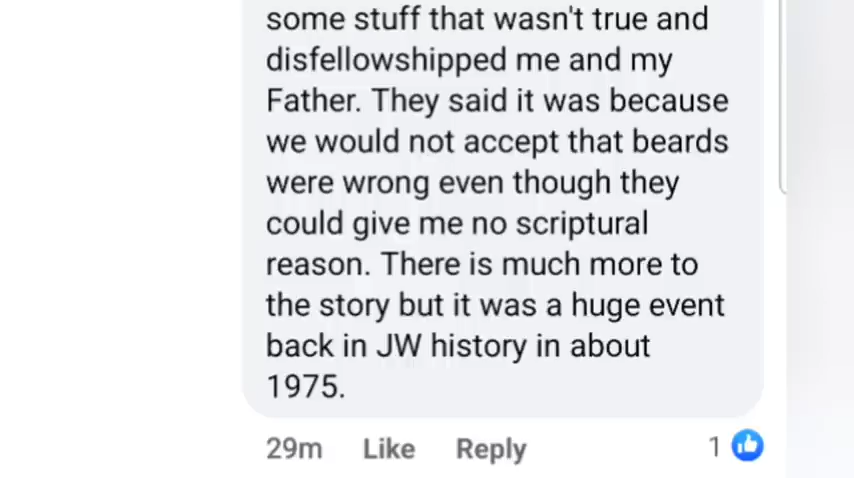 some stuff that wasn't true and
disfellowshipped me and my
Father. They said it was because
we would not accept that beards
were wrong even though they
could give me no scriptural
reason. There is much more to
the story but it was a huge event
back in JW history in about
1975.
29m Like Reply 1